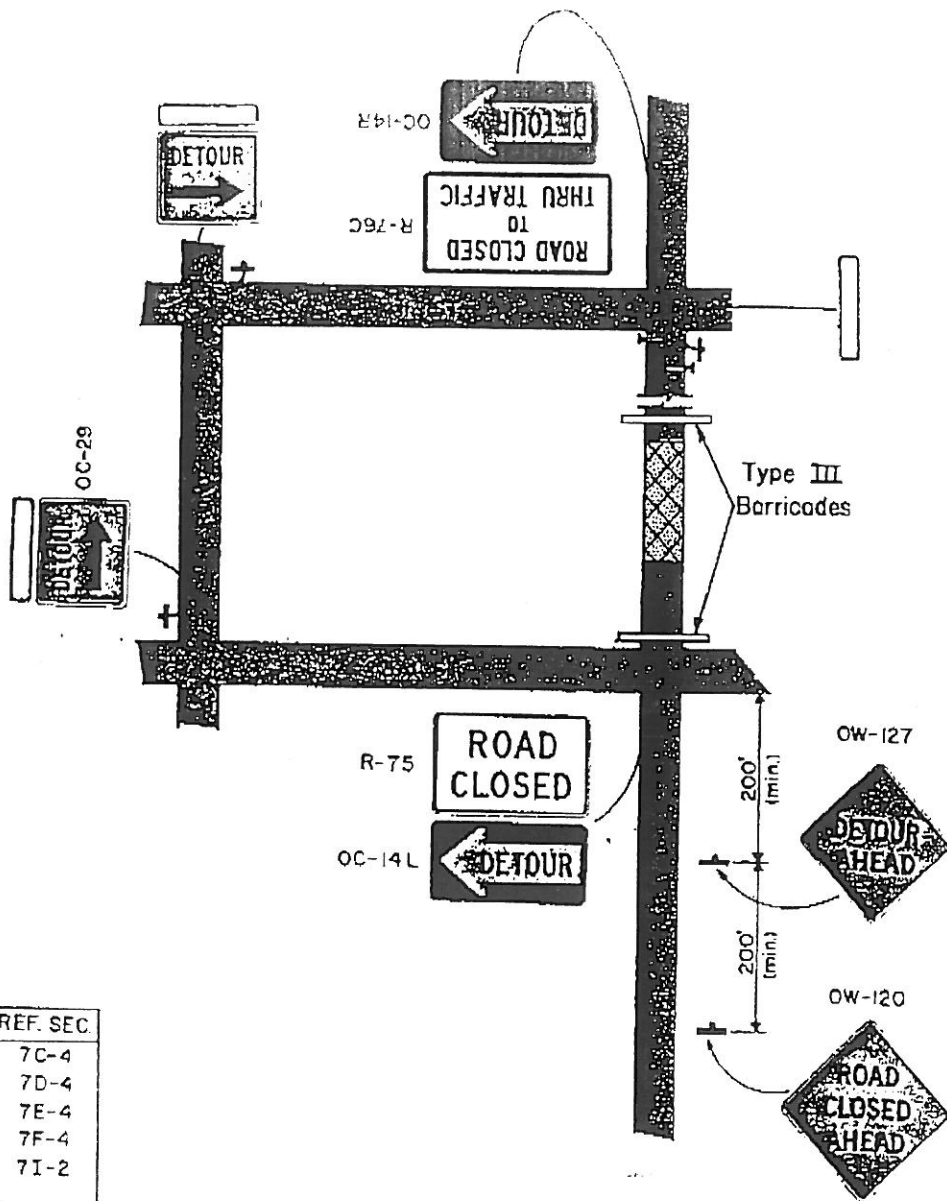 DETOUR
OC-14R
ROAD CLOSED
TO
THRU TRAFFIC
R-76C
DETOUR
OC-29
DETOUR
Type III
Barricades
R-75
ROAD
CLOSED
OC-14L
DETOUR
200'
(min.)
OW-127
DETOUR
AHEAD
200'
(min.)
OW-120
ROAD
CLOSED
AHEAD
REF. SEC.
7C-4
7D-4
7E-4
7F-4
7I-2